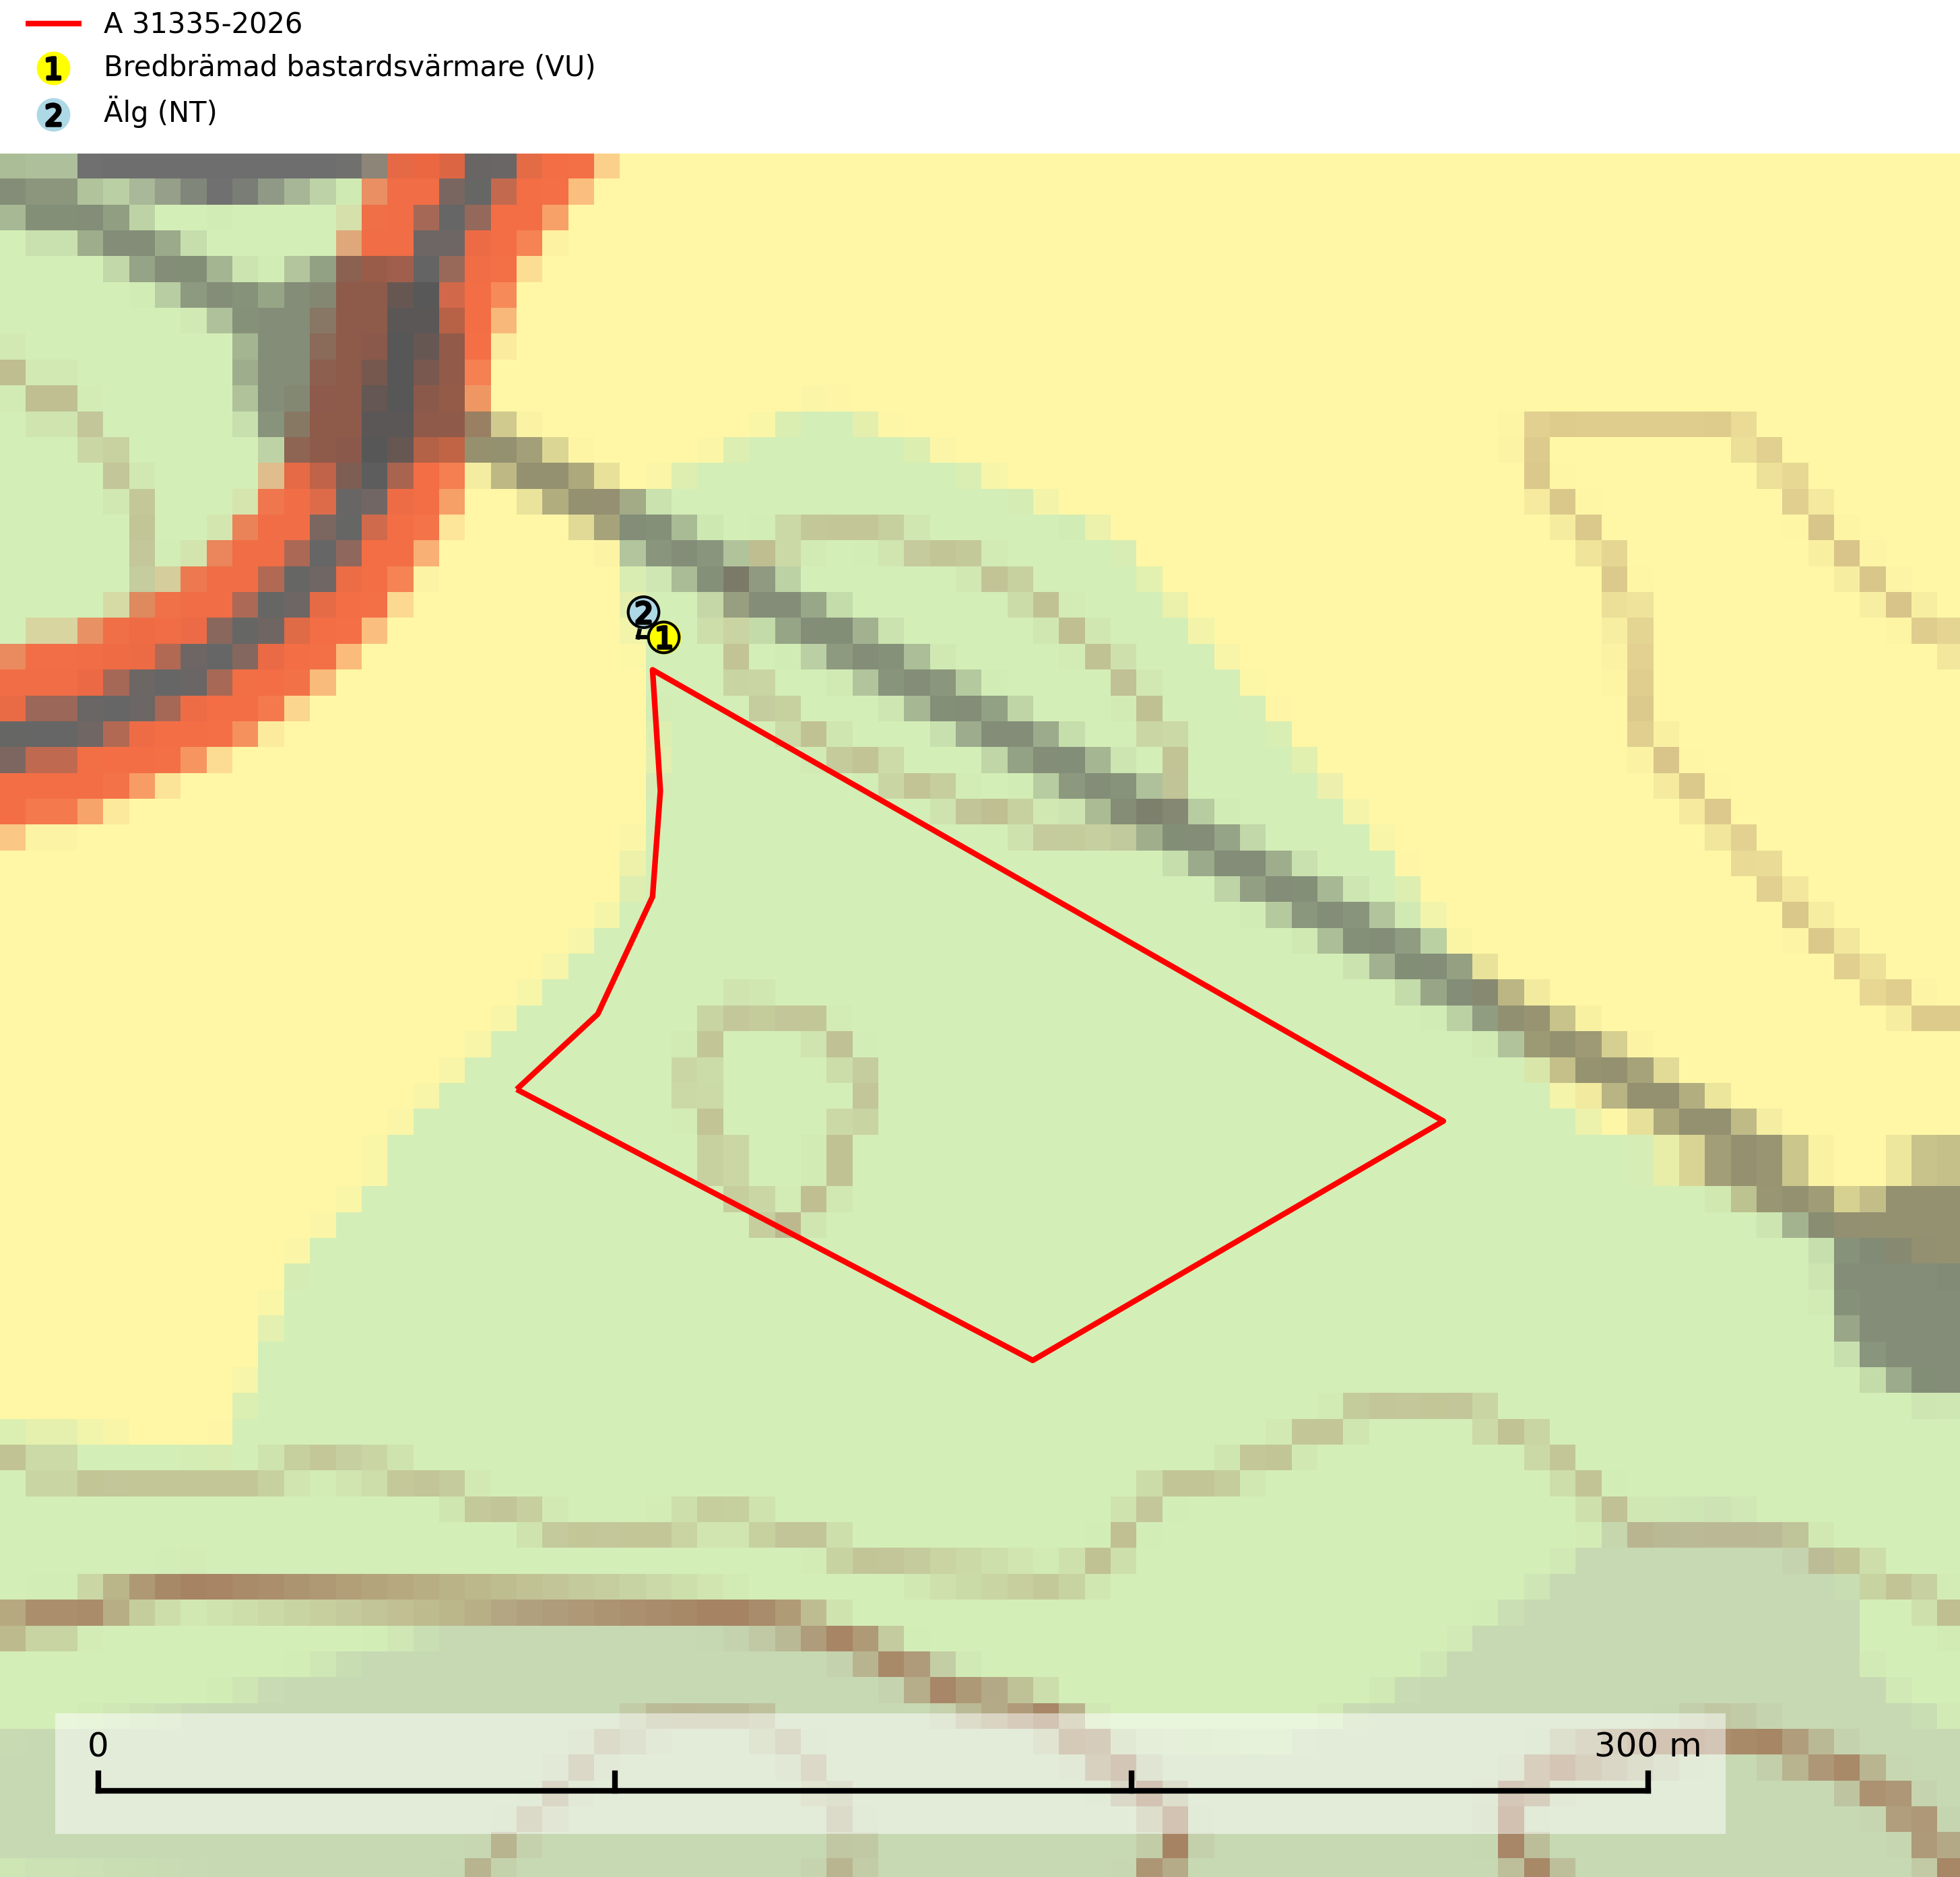 A 31335-2026
1 Bredbrämad bastardsvärmare (VU)
2 Älg (NT)
2
1
0 300 m